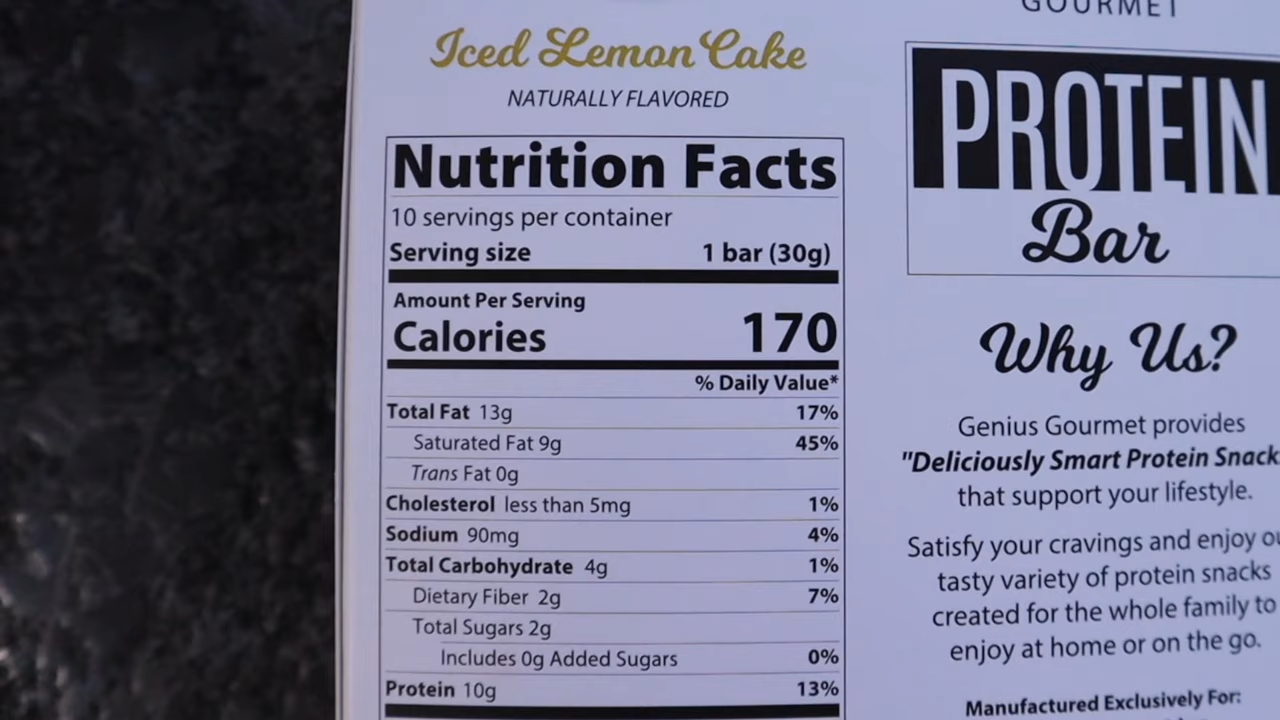 Iced Lemon Cake
NATURALLY FLAVORED
Nutrition Facts
10 servings per container
Serving size 1 bar (30g)
Amount Per Serving
Calories 170
% Daily Value*
Total Fat 13g 17%
Saturated Fat 9g 45%
Trans Fat 0g
Cholesterol less than 5mg 1%
Sodium 90mg 4%
Total Carbohydrate 4g 1%
Dietary Fiber 2g 7%
Total Sugars 2g
Includes 0g Added Sugars 0%
Protein 10g 13%
GOURMET
PROTEIN
Bar
Why Us?
Genius Gourmet provides
"Deliciously Smart Protein Snack
that support your lifestyle.
Satisfy your cravings and enjoy
tasty variety of protein snacks
created for the whole family to
enjoy at home or on the go.
Manufactured Exclusively For: